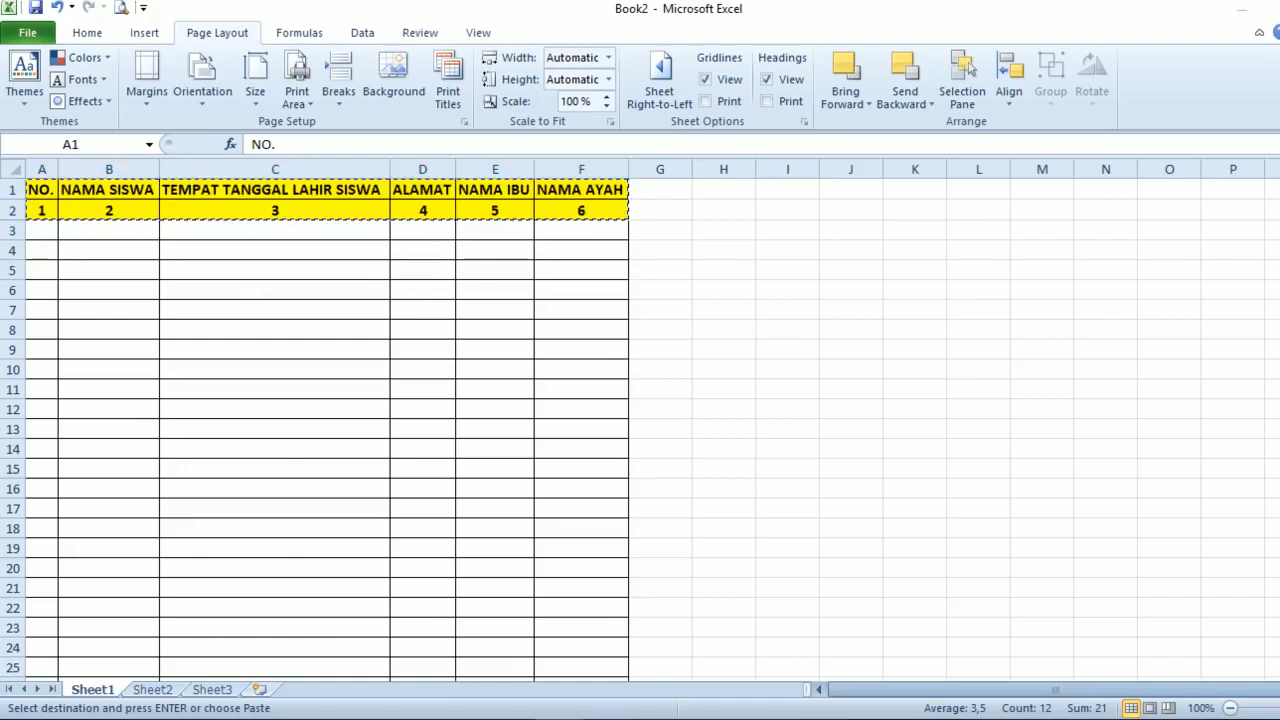 Book2 - Microsoft Excel
File Home Insert Page Layout Formulas Data Review View
Themes Colors Fonts Effects Themes
Margins Orientation Size Print Area Breaks Background Print Titles Page Setup
Width: Automatic
Height: Automatic
Scale: 100 %
Scale to Fit
Sheet Right-to-Left
Gridlines View Print
Headings View Print
Sheet Options
Bring Forward Send Backward Selection Pane Align Group Rotate
Arrange
A1 fx NO.
A B C D E F G H I J K L M N O P
1 NO. NAMA SISWA TEMPAT TANGGAL LAHIR SISWA ALAMAT NAMA IBU NAMA AYAH
2 1 2 3 4 5 6
3
4
5
6
7
8
9
10
11
12
13
14
15
16
17
18
19
20
21
22
23
24
25
Sheet1 Sheet2 Sheet3
Select destination and press ENTER or choose Paste Average: 3,5 Count: 12 Sum: 21 100%